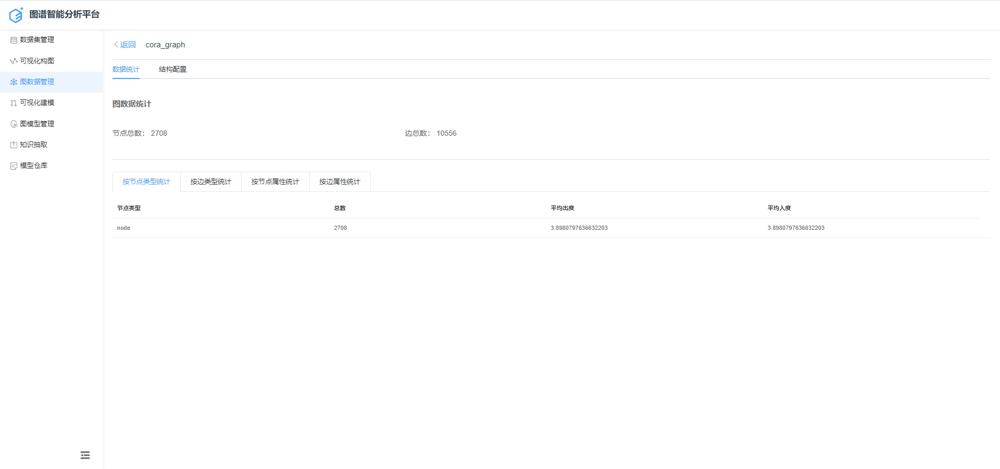 图谱智能分析平台
数据集管理
可视化构图
图数据管理
可视化建模
图模型管理
知识抽取
模型仓库
返回 cora_graph
数据统计 结构配置
图数据统计
节点总数： 2708 边总数： 10556
按节点类型统计 按边类型统计 按节点属性统计 按边属性统计
节点类型 总数 平均出度 平均入度
node 2708 3.8980797636632203 3.8980797636632203